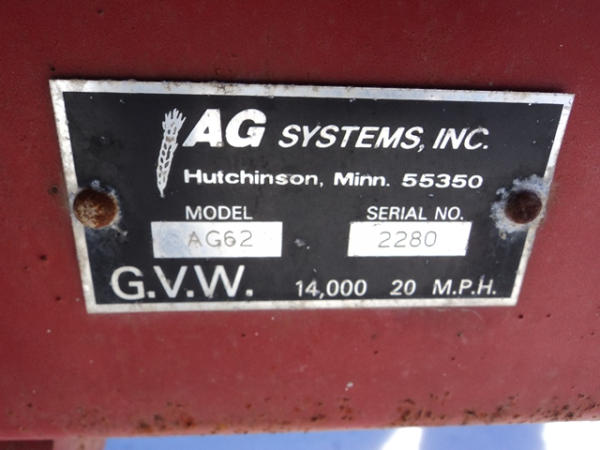 AG SYSTEMS, INC.
Hutchinson, Minn. 55350
MODEL SERIAL NO.
AG62 2280
G.V.W. 14,000 20 M.P.H.